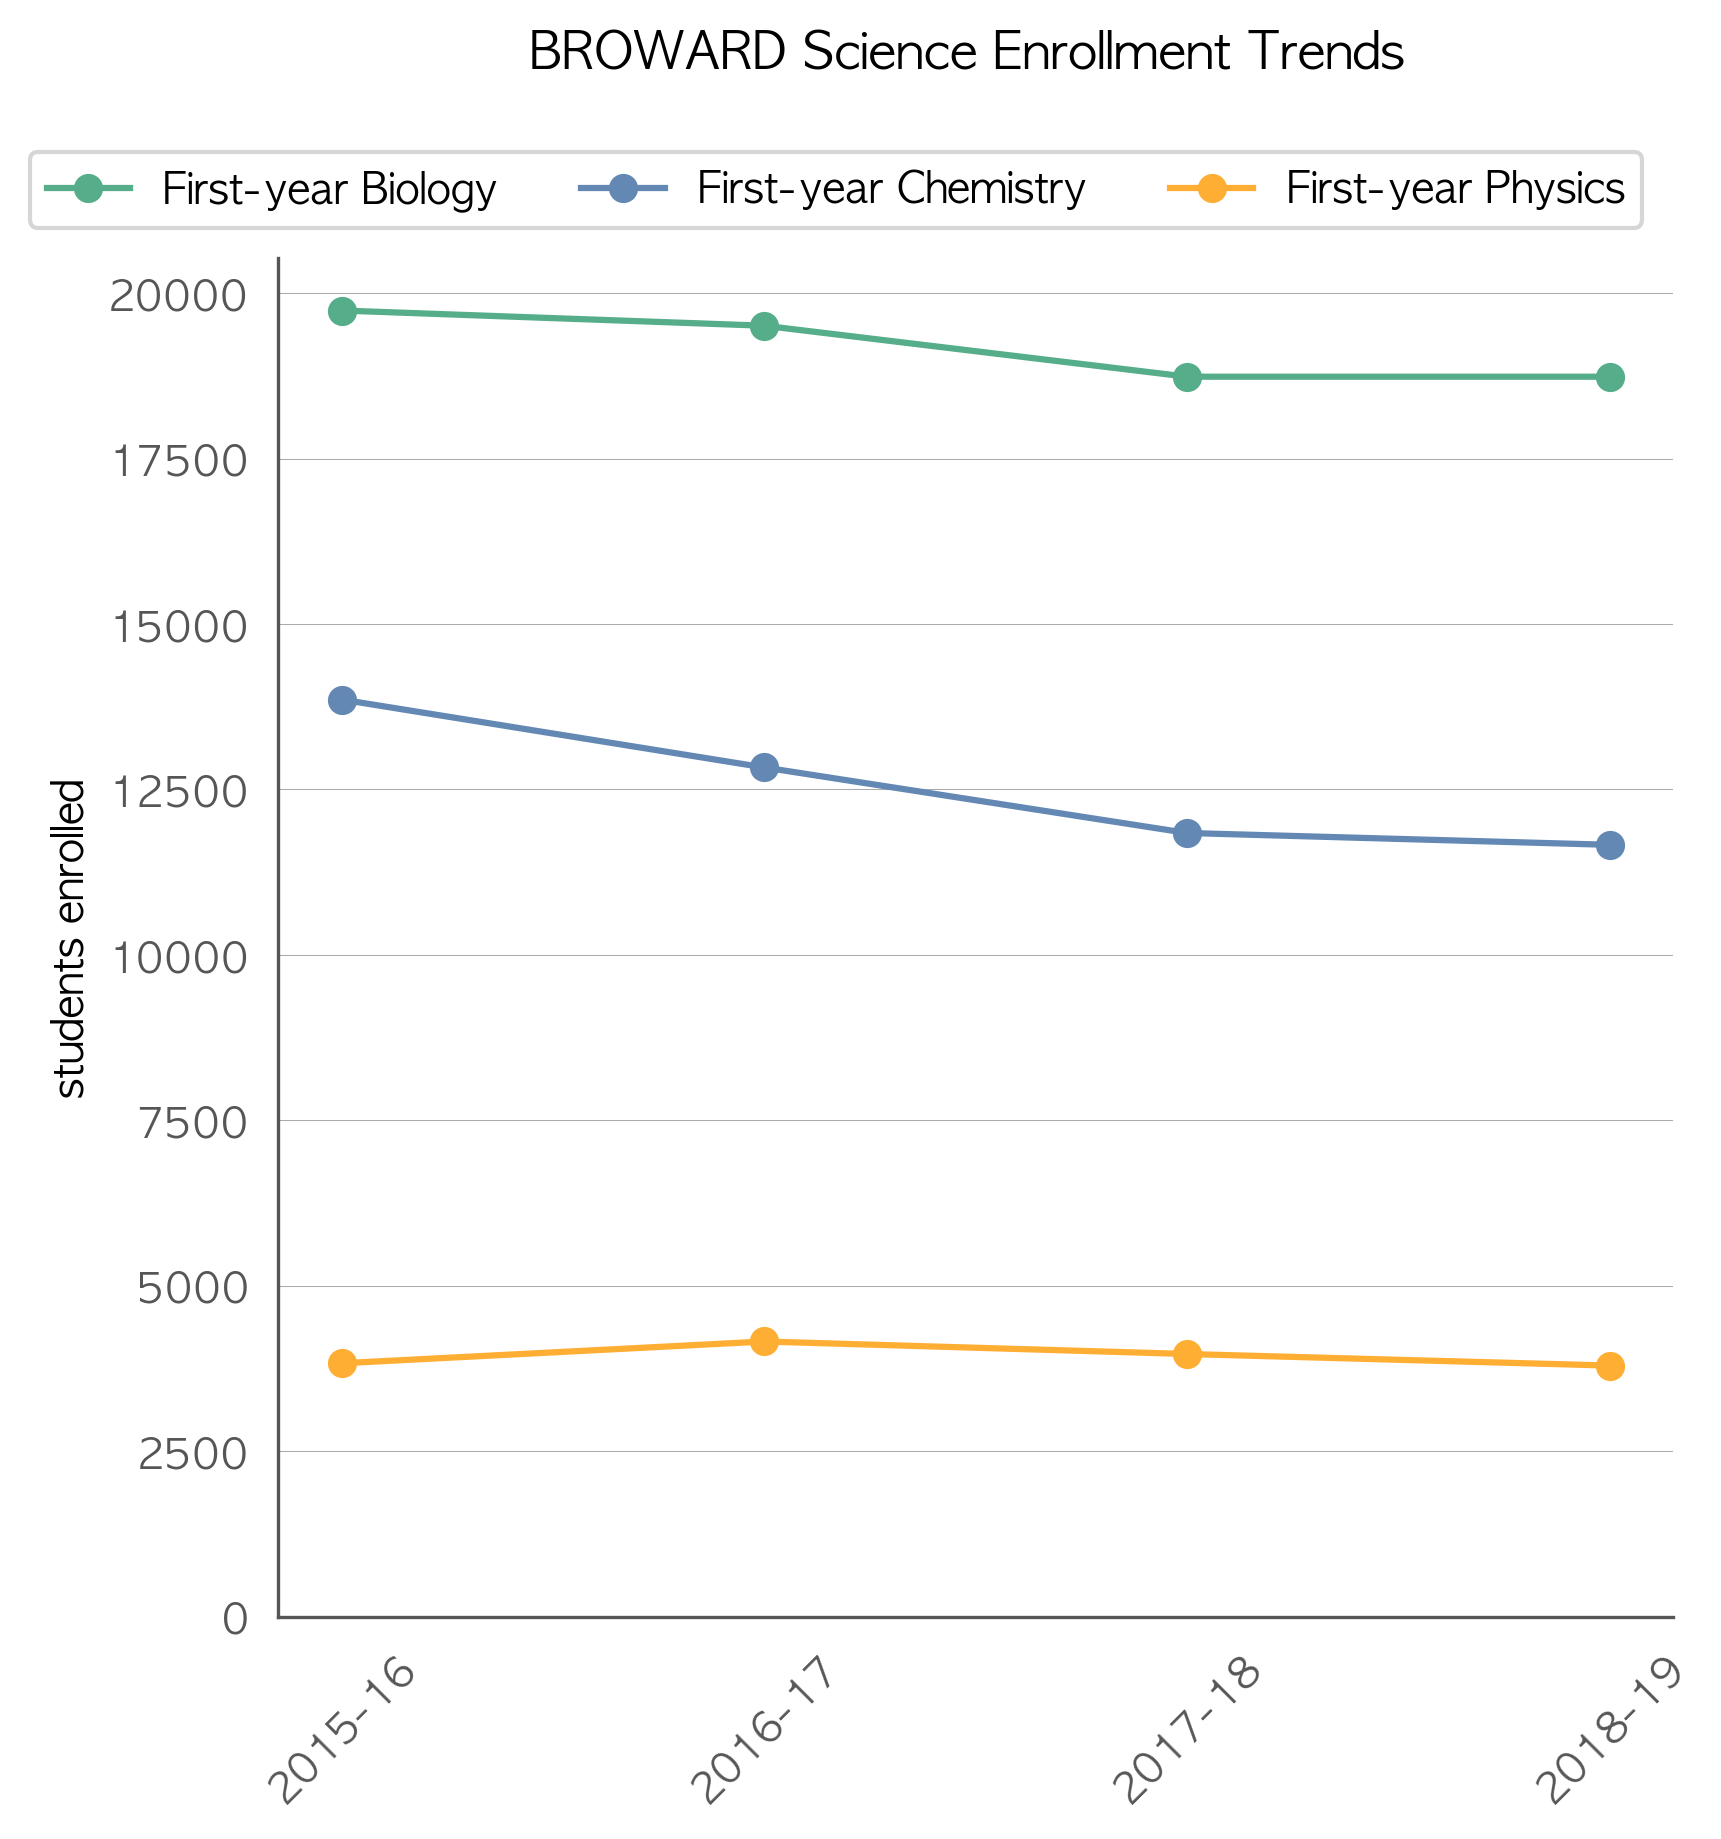 BROWARD Science Enrollment Trends
First-year Biology First-year Chemistry First-year Physics
20000
17500
15000
12500
10000
7500
5000
2500
0
students enrolled
2015-16 2016-17 2017-18 2018-19